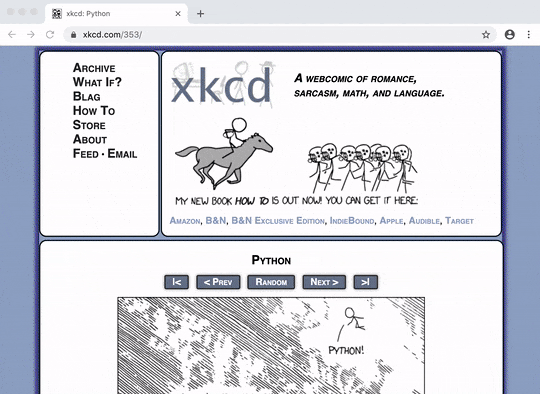 xkcd: Python
xkcd.com/353/
Archive
What If?
Blag
How To
Store
About
Feed · Email
xkcd
A webcomic of romance,
sarcasm, math, and language.
MY NEW BOOK HOW TO IS OUT NOW! YOU CAN GET IT HERE:
Amazon, B&N, B&N Exclusive Edition, IndieBound, Apple, Audible, Target
Python
|< < Prev Random Next > >|
PYTHON!